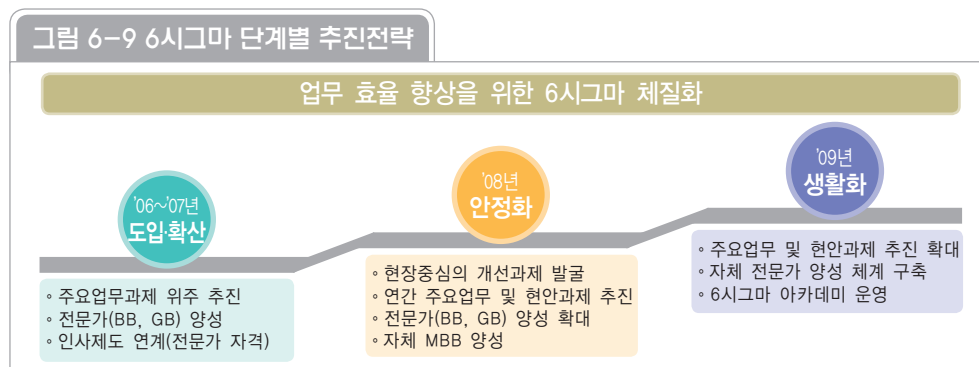 그림 6-9 6시그마 단계별 추진전략
업무 효율 향상을 위한 6시그마 체질화
'06~'07년
도입·확산
◦ 주요업무과제 위주 추진
◦ 전문가(BB, GB) 양성
◦ 인사제도 연계(전문가 자격)
'08년
안정화
◦ 현장중심의 개선과제 발굴
◦ 연간 주요업무 및 현안과제 추진
◦ 전문가(BB, GB) 양성 확대
◦ 자체 MBB 양성
'09년
생활화
◦ 주요업무 및 현안과제 추진 확대
◦ 자체 전문가 양성 체계 구축
◦ 6시그마 아카데미 운영